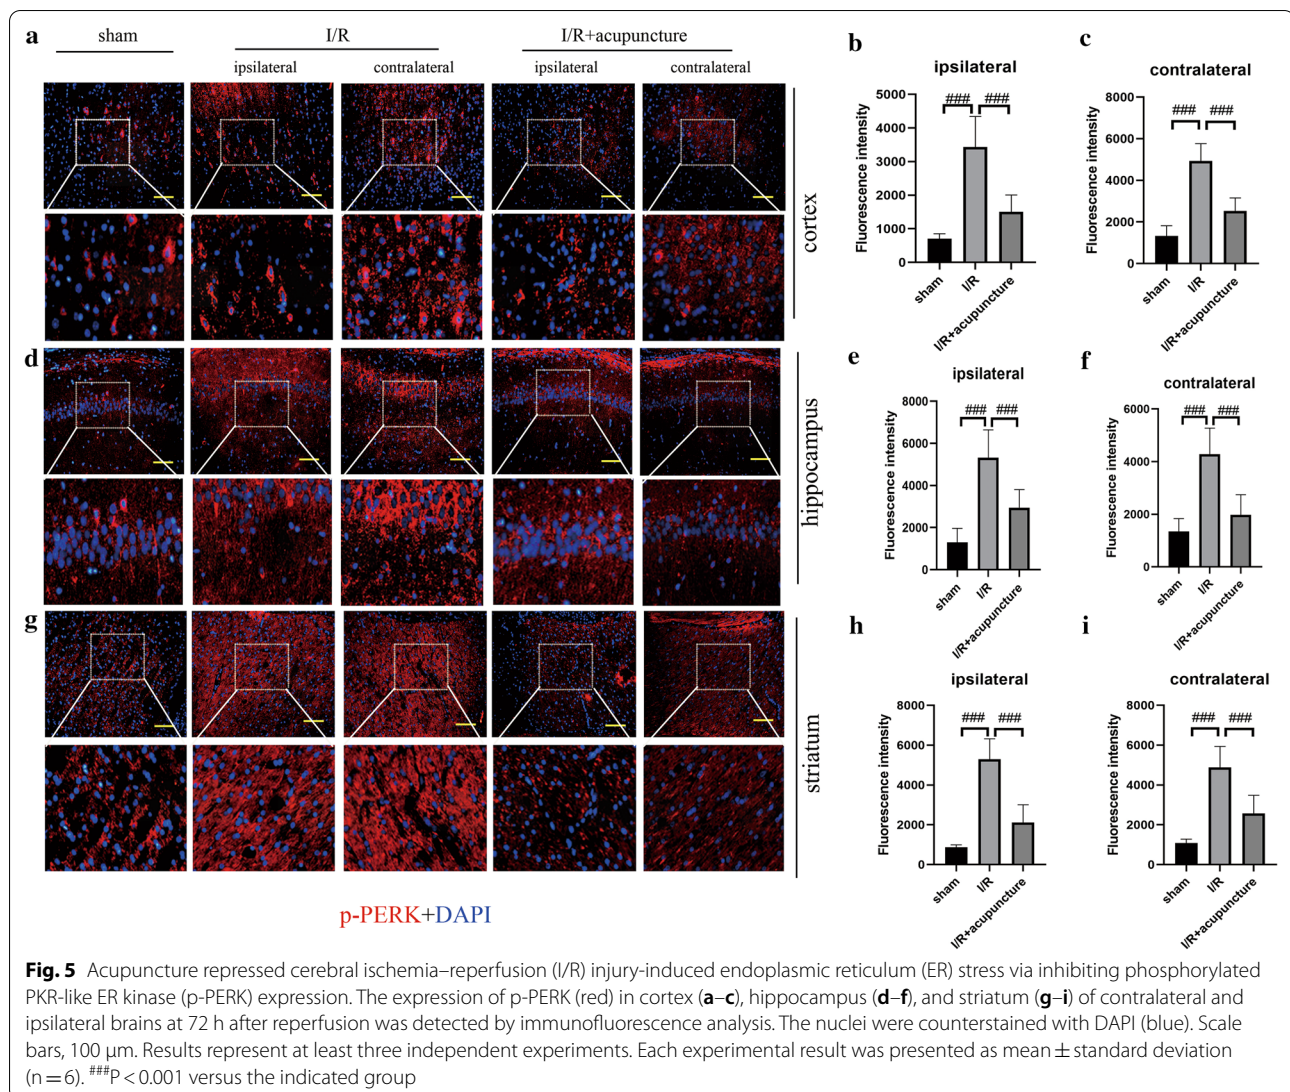 a
sham
I/R
I/R+acupuncture
ipsilateral
contralateral
ipsilateral
contralateral
cortex
b
ipsilateral
###
###
Fluorescence intensity
5000
4000
3000
2000
1000
0
sham
I/R
I/R+acupuncture
c
contralateral
###
###
Fluorescence intensity
8000
6000
4000
2000
0
sham
I/R
I/R+acupuncture
d
hippocampus
e
ipsilateral
###
###
Fluorescence intensity
8000
6000
4000
2000
0
sham
I/R
I/R+acupuncture
f
contralateral
###
###
Fluorescence intensity
6000
4000
2000
0
sham
I/R
I/R+acupuncture
g
striatum
h
ipsilateral
###
###
Fluorescence intensity
8000
6000
4000
2000
0
sham
I/R
I/R+acupuncture
i
contralateral
###
###
Fluorescence intensity
8000
6000
4000
2000
0
sham
I/R
I/R+acupuncture
p-PERK+DAPI
Fig. 5 Acupuncture repressed cerebral ischemia–reperfusion (I/R) injury-induced endoplasmic reticulum (ER) stress via inhibiting phosphorylated
PKR-like ER kinase (p-PERK) expression. The expression of p-PERK (red) in cortex (a–c), hippocampus (d–f), and striatum (g–i) of contralateral and
ipsilateral brains at 72 h after reperfusion was detected by immunofluorescence analysis. The nuclei were counterstained with DAPI (blue). Scale
bars, 100 μm. Results represent at least three independent experiments. Each experimental result was presented as mean ± standard deviation
(n = 6). ###P < 0.001 versus the indicated group